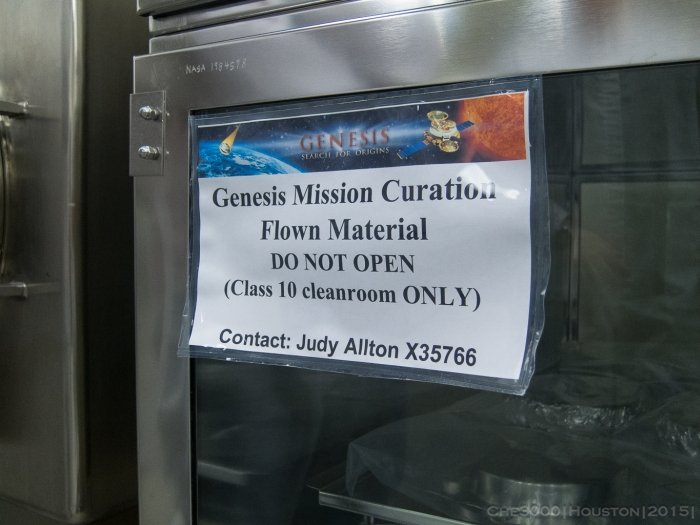 NASA 1984598
GENESIS
SEARCH FOR ORIGINS
Genesis Mission Curation
Flown Material
DO NOT OPEN
(Class 10 cleanroom ONLY)
Contact: Judy Allton X35766
Che3000|Houston|2015|